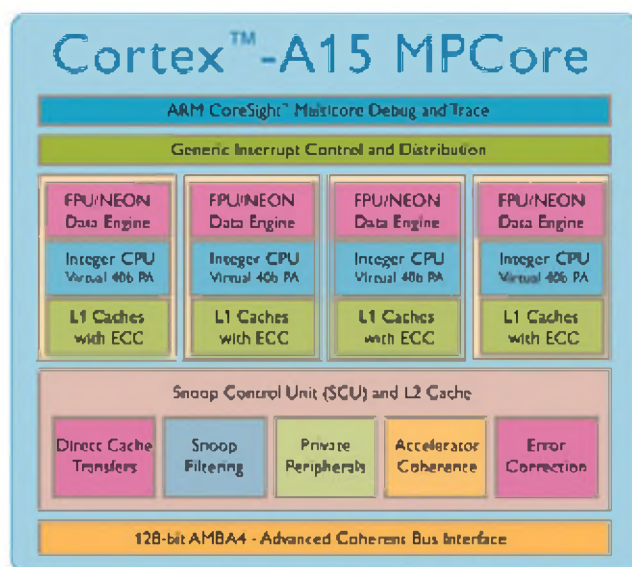 Cortex™-A15 MPCore
ARM CoreSight™ Multicore Debug and Trace
Generic Interrupt Control and Distribution
FPU/NEON FPU/NEON FPU/NEON FPU/NEON
Data Engine Data Engine Data Engine Data Engine
Integer CPU Integer CPU Integer CPU Integer CPU
Virtual 40b PA Virtual 40b PA Virtual 40b PA Virtual 40b PA
L1 Caches L1 Caches L1 Caches L1 Caches
with ECC with ECC with ECC with ECC
Snoop Control Unit (SCU) and L2 Cache
Direct Cache Snoop Private Accelerator Error
Transfers Filtering Peripherals Coherence Correction
128-bit AMBA4 - Advanced Coherent Bus Interface